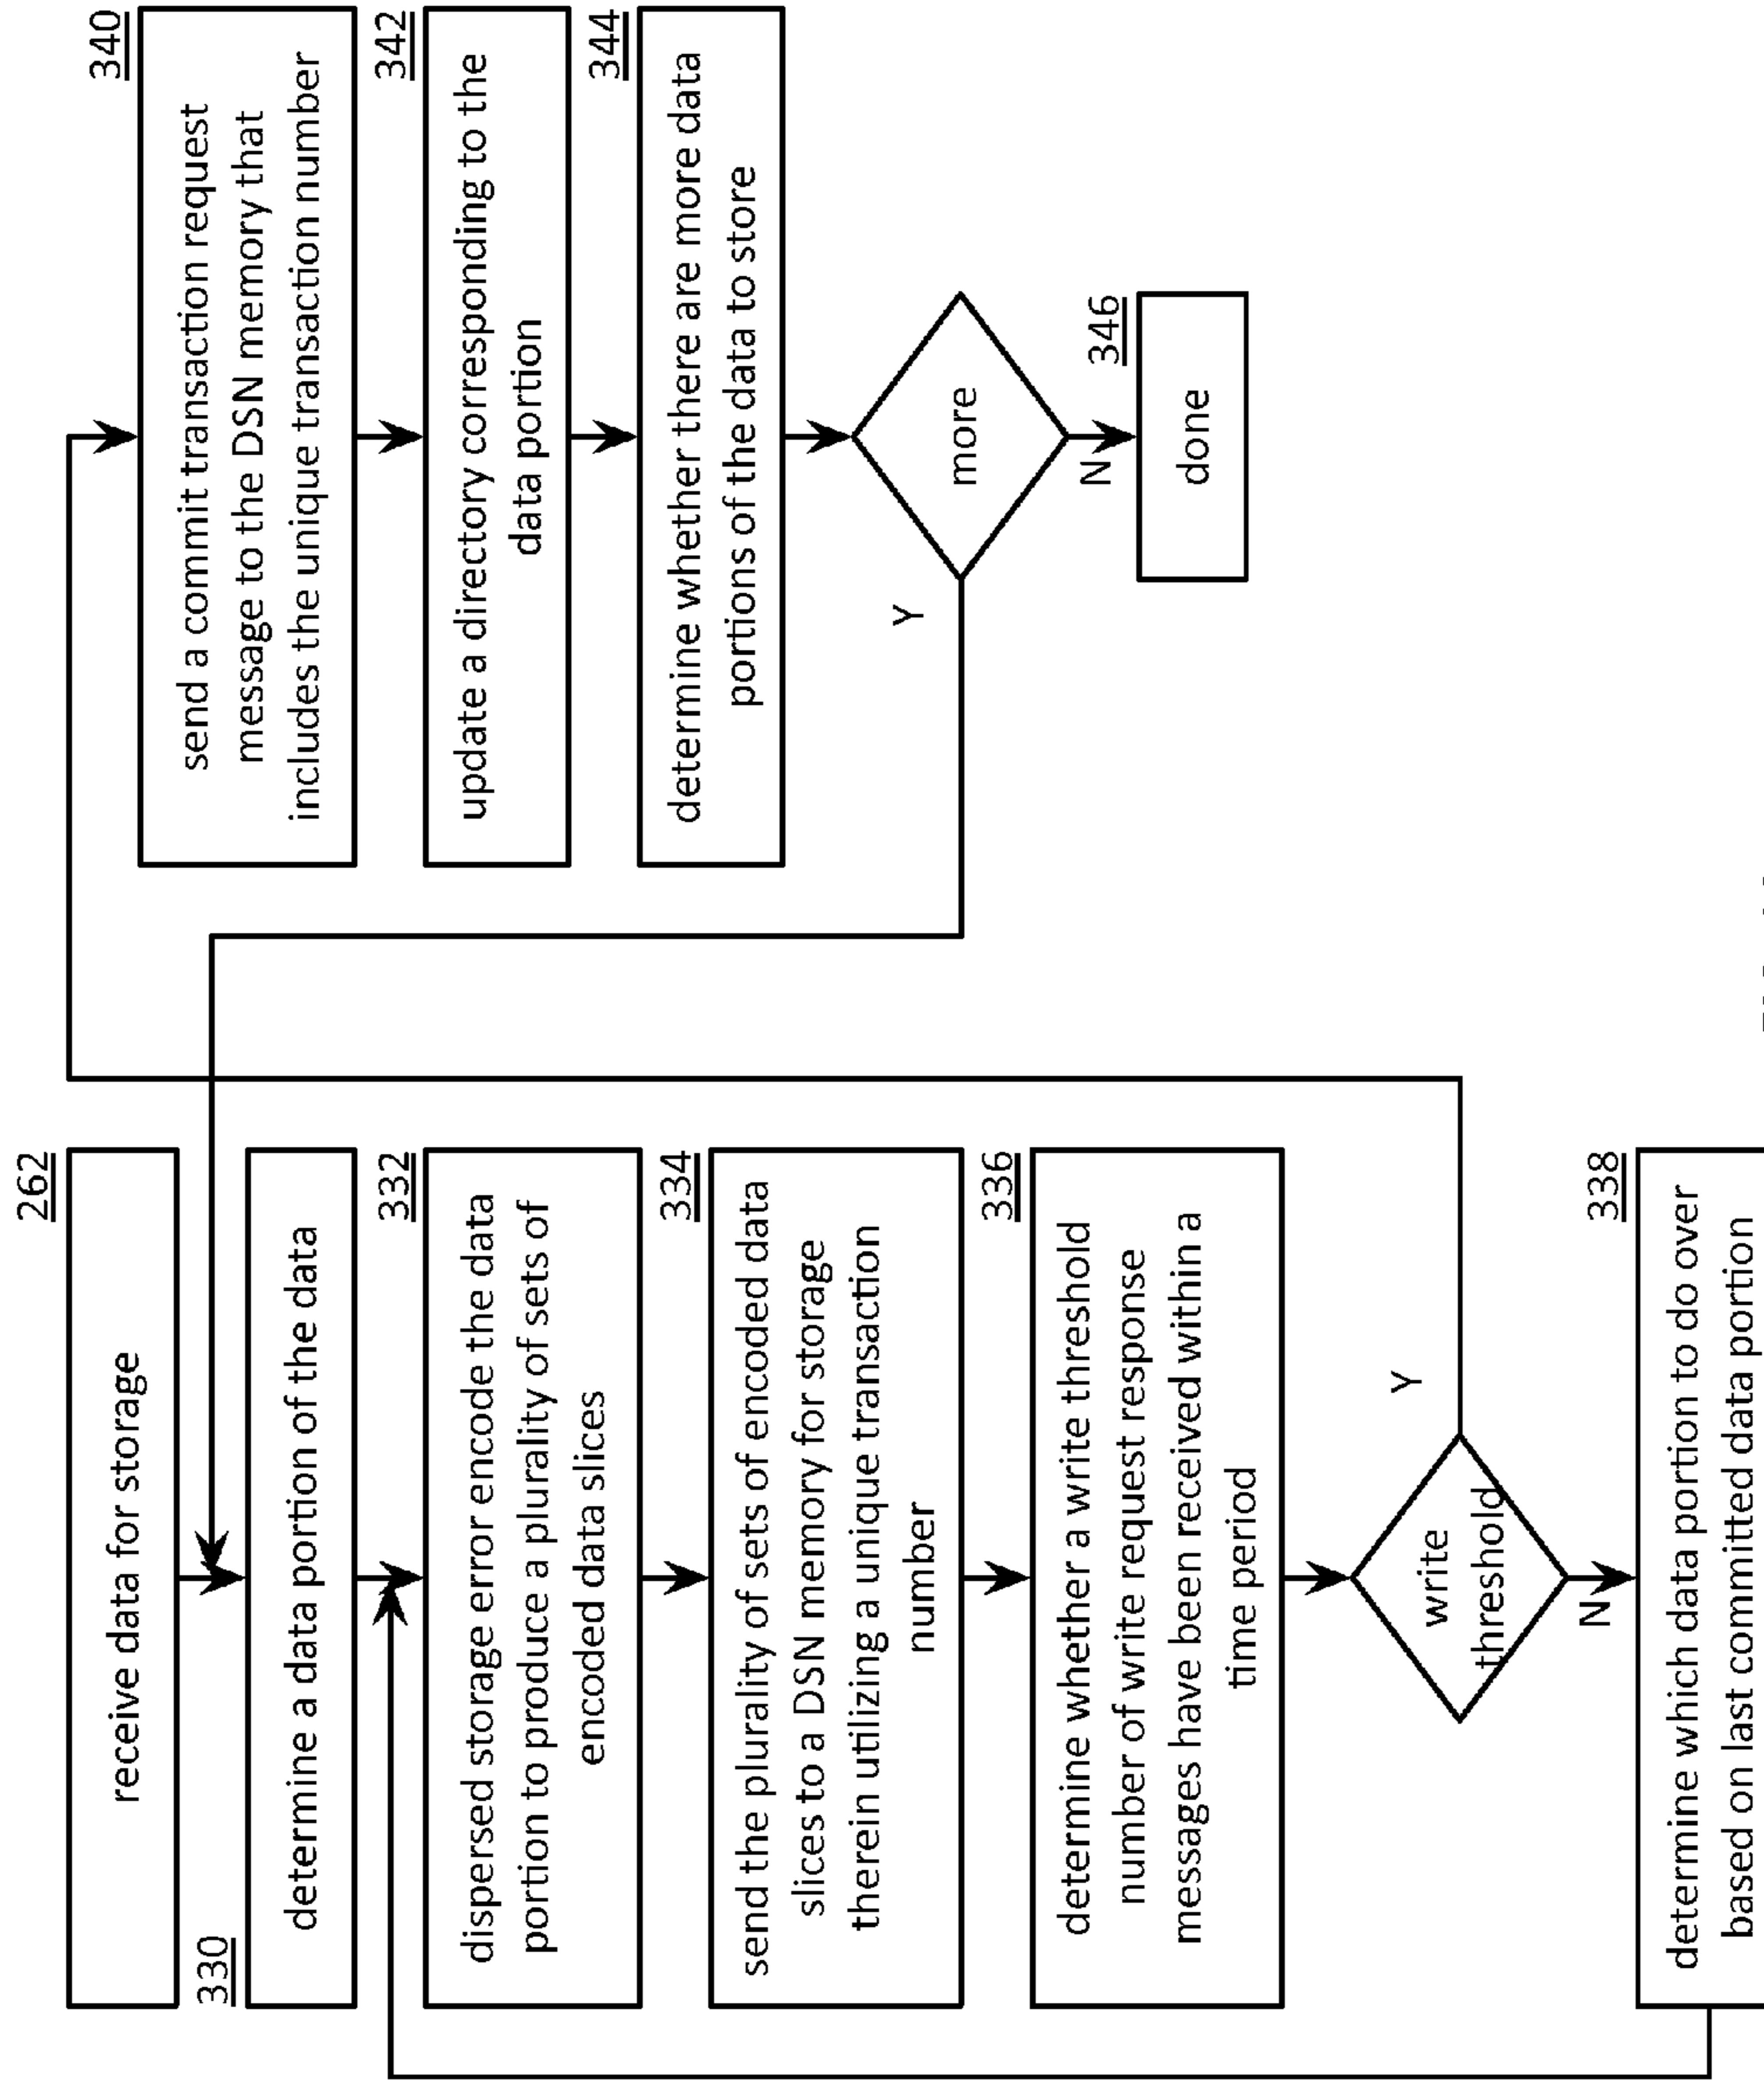 262
receive data for storage
330
determine a data portion of the data
332
dispersed storage error encode the data
portion to produce a plurality of sets of
encoded data slices
334
send the plurality of sets of encoded data
slices to a DSN memory for storage
therein utilizing a unique transaction
number
336
determine whether a write threshold
number of write request response
messages have been received within a
time period
write
threshold
Y
N
338
determine which data portion to do over
based on last committed data portion
340
send a commit transaction request
message to the DSN memory that
includes the unique transaction number
342
update a directory corresponding to the
data portion
344
determine whether there are more data
portions of the data to store
more
Y
N
346
done